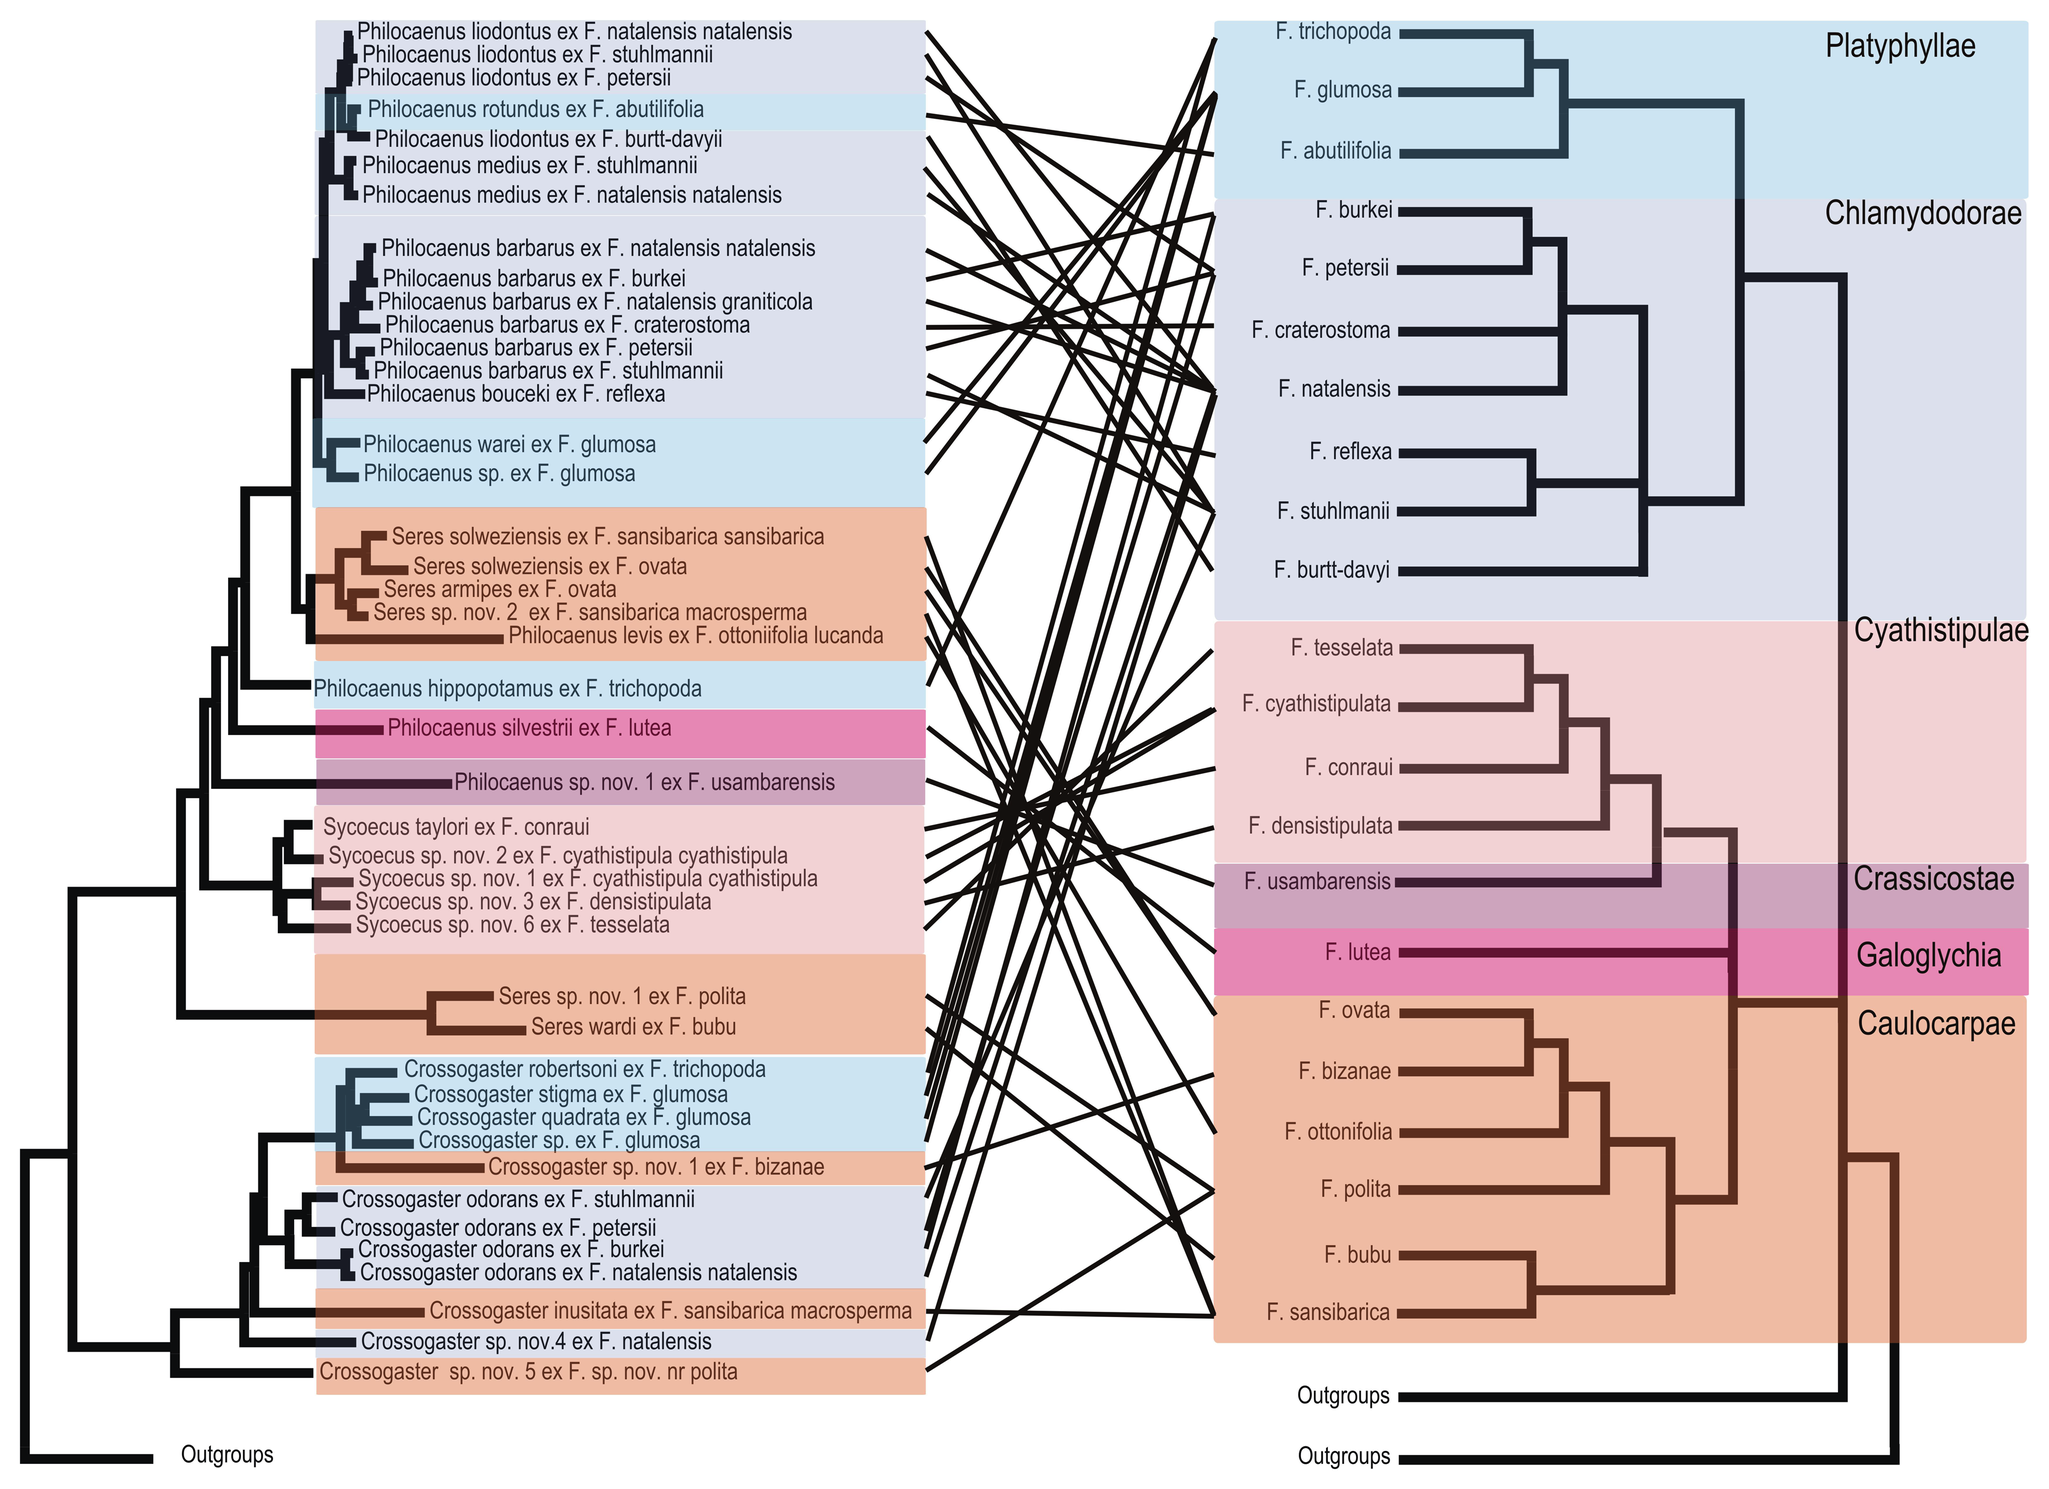 Philocaenus liodontus ex F. natalensis natalensis
Philocaenus liodontus ex F. stuhlmannii
Philocaenus liodontus ex F. petersii
Philocaenus rotundus ex F. abutilifolia
Philocaenus liodontus ex F. burtt-davyii
Philocaenus medius ex F. stuhlmannii
Philocaenus medius ex F. natalensis natalensis
Philocaenus barbarus ex F. natalensis natalensis
Philocaenus barbarus ex F. burkei
Philocaenus barbarus ex F. natalensis graniticola
Philocaenus barbarus ex F. craterostoma
Philocaenus barbarus ex F. petersii
Philocaenus barbarus ex F. stuhlmannii
Philocaenus bouceki ex F. reflexa
Philocaenus warei ex F. glumosa
Philocaenus sp. ex F. glumosa
Seres solweziensis ex F. sansibarica sansibarica
Seres solweziensis ex F. ovata
Seres armipes ex F. ovata
Seres sp. nov. 2 ex F. sansibarica macrosperma
Philocaenus levis ex F. ottoniifolia lucanda
Philocaenus hippopotamus ex F. trichopoda
Philocaenus silvestrii ex F. lutea
Philocaenus sp. nov. 1 ex F. usambarensis
Sycoecus taylori ex F. conraui
Sycoecus sp. nov. 2 ex F. cyathistipula cyathistipula
Sycoecus sp. nov. 1 ex F. cyathistipula cyathistipula
Sycoecus sp. nov. 3 ex F. densistipulata
Sycoecus sp. nov. 6 ex F. tesselata
Seres sp. nov. 1 ex F. polita
Seres wardi ex F. bubu
Crossogaster robertsoni ex F. trichopoda
Crossogaster stigma ex F. glumosa
Crossogaster quadrata ex F. glumosa
Crossogaster sp. ex F. glumosa
Crossogaster sp. nov. 1 ex F. bizanae
Crossogaster odorans ex F. stuhlmannii
Crossogaster odorans ex F. petersii
Crossogaster odorans ex F. burkei
Crossogaster odorans ex F. natalensis natalensis
Crossogaster inusitata ex F. sansibarica macrosperma
Crossogaster sp. nov.4 ex F. natalensis
Crossogaster sp. nov. 5 ex F. sp. nov. nr polita
Outgroups
F. trichopoda
F. glumosa
F. abutilifolia
F. burkei
F. petersii
F. craterostoma
F. natalensis
F. reflexa
F. stuhlmanii
F. burtt-davyi
F. tesselata
F. cyathistipulata
F. conraui
F. densistipulata
F. usambarensis
F. lutea
F. ovata
F. bizanae
F. ottonifolia
F. polita
F. bubu
F. sansibarica
Outgroups
Outgroups
Platyphyllae
Chlamydodorae
Cyathistipulae
Crassicostae
Galoglychia
Caulocarpae